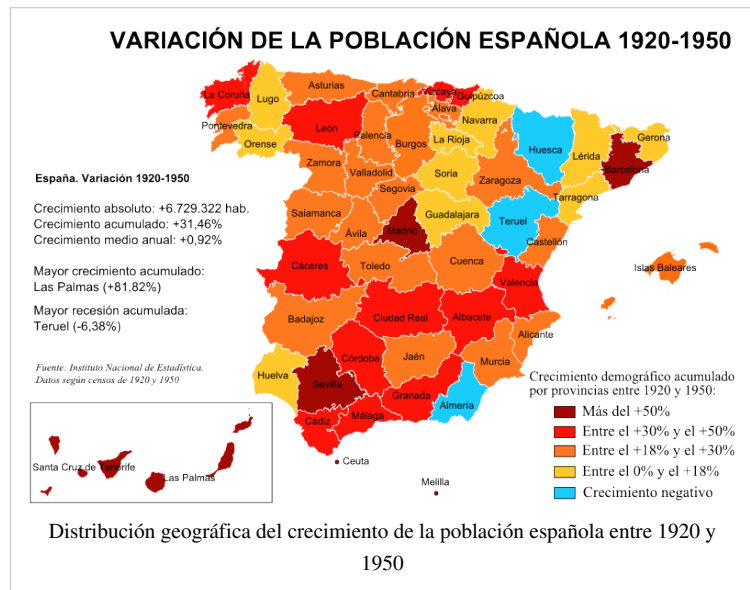 VARIACIÓN DE LA POBLACIÓN ESPAÑOLA 1920-1950
La Coruña
Lugo
Asturias
Cantabria
Vizcaya
Guipúzcoa
Álava
Navarra
Pontevedra
Orense
León
Palencia
Burgos
La Rioja
Huesca
Lérida
Gerona
Barcelona
Zamora
Valladolid
Soria
Zaragoza
Tarragona
Segovia
Salamanca
Ávila
Madrid
Guadalajara
Teruel
Castellón
España. Variación 1920-1950
Crecimiento absoluto: +6.729.322 hab.
Crecimiento acumulado: +31,46%
Crecimiento medio anual: +0,92%
Mayor crecimiento acumulado:
Las Palmas (+81,82%)
Mayor recesión acumulada:
Teruel (-6,38%)
Fuente: Instituto Nacional de Estadística.
Datos según censos de 1920 y 1950
Cáceres
Toledo
Cuenca
Valencia
Islas Baleares
Badajoz
Ciudad Real
Albacete
Alicante
Córdoba
Jaén
Murcia
Huelva
Sevilla
Granada
Almería
Cádiz
Málaga
Ceuta
Melilla
Santa Cruz de Tenerife
Las Palmas
Crecimiento demográfico acumulado
por provincias entre 1920 y 1950:
Más del +50%
Entre el +30% y el +50%
Entre el +18% y el +30%
Entre el 0% y el +18%
Crecimiento negativo
Distribución geográfica del crecimiento de la población española entre 1920 y
1950